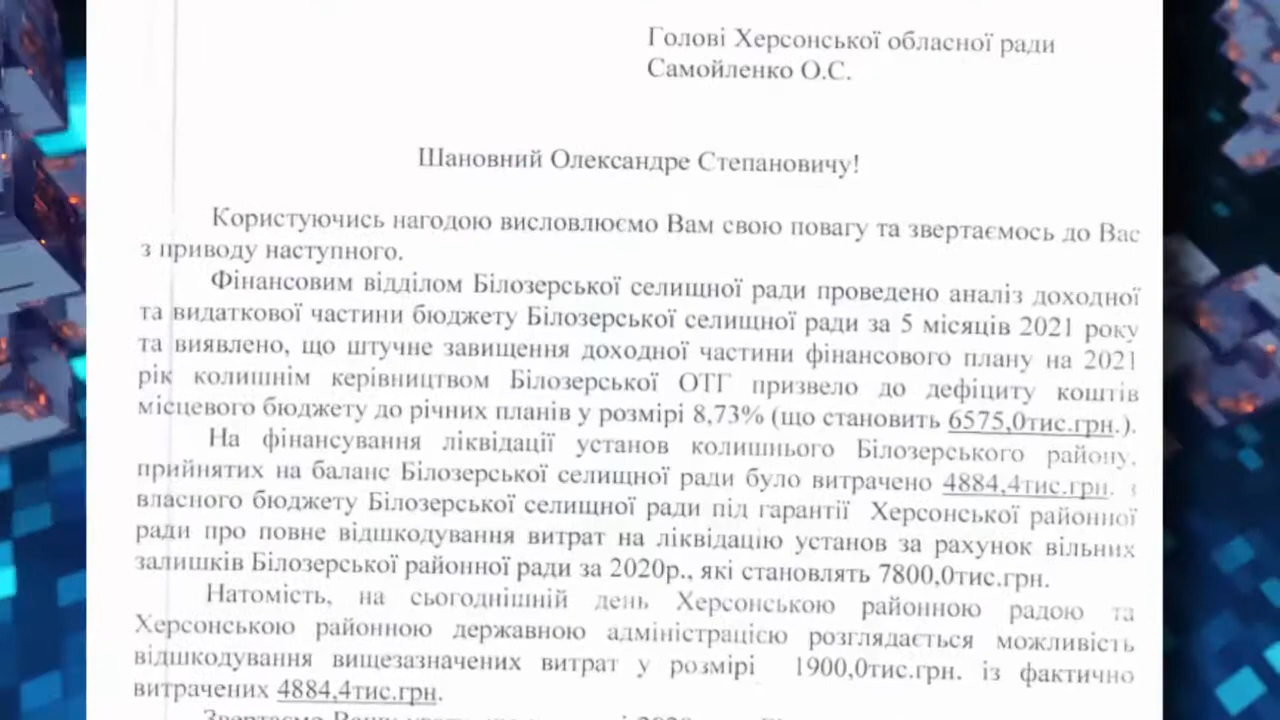 Голові Херсонської обласної ради
Самойленко О.С.
Шановний Олександре Степановичу!
Користуючись нагодою висловлюємо Вам свою повагу та звертаємось до Вас
з приводу наступного.
Фінансовим відділом Білозерської селищної ради проведено аналіз доходної
та видаткової частини бюджету Білозерської селищної ради за 5 місяців 2021 року
та виявлено, що штучне завищення доходної частини фінансового плану на 2021
рік колишнім керівництвом Білозерської ОТГ призвело до дефіциту коштів
місцевого бюджету до річних планів у розмірі 8,73% (що становить 6575,0тис.грн.).
На фінансування ліквідації установ колишнього Білозерського району,
прийнятих на баланс Білозерської селищної ради було витрачено 4884,4тис.грн. з
власного бюджету Білозерської селищної ради під гарантії Херсонської районної
ради про повне відшкодування витрат на ліквідацію установ за рахунок вільних
залишків Білозерської районної ради за 2020р., які становлять 7800,0тис.грн.
Натомість, на сьогоднішній день Херсонською районною радою та
Херсонською районною державною адміністрацією розглядається можливість
відшкодування вищезазначених витрат у розмірі 1900,0тис.грн. із фактично
витрачених 4884,4тис.грн.